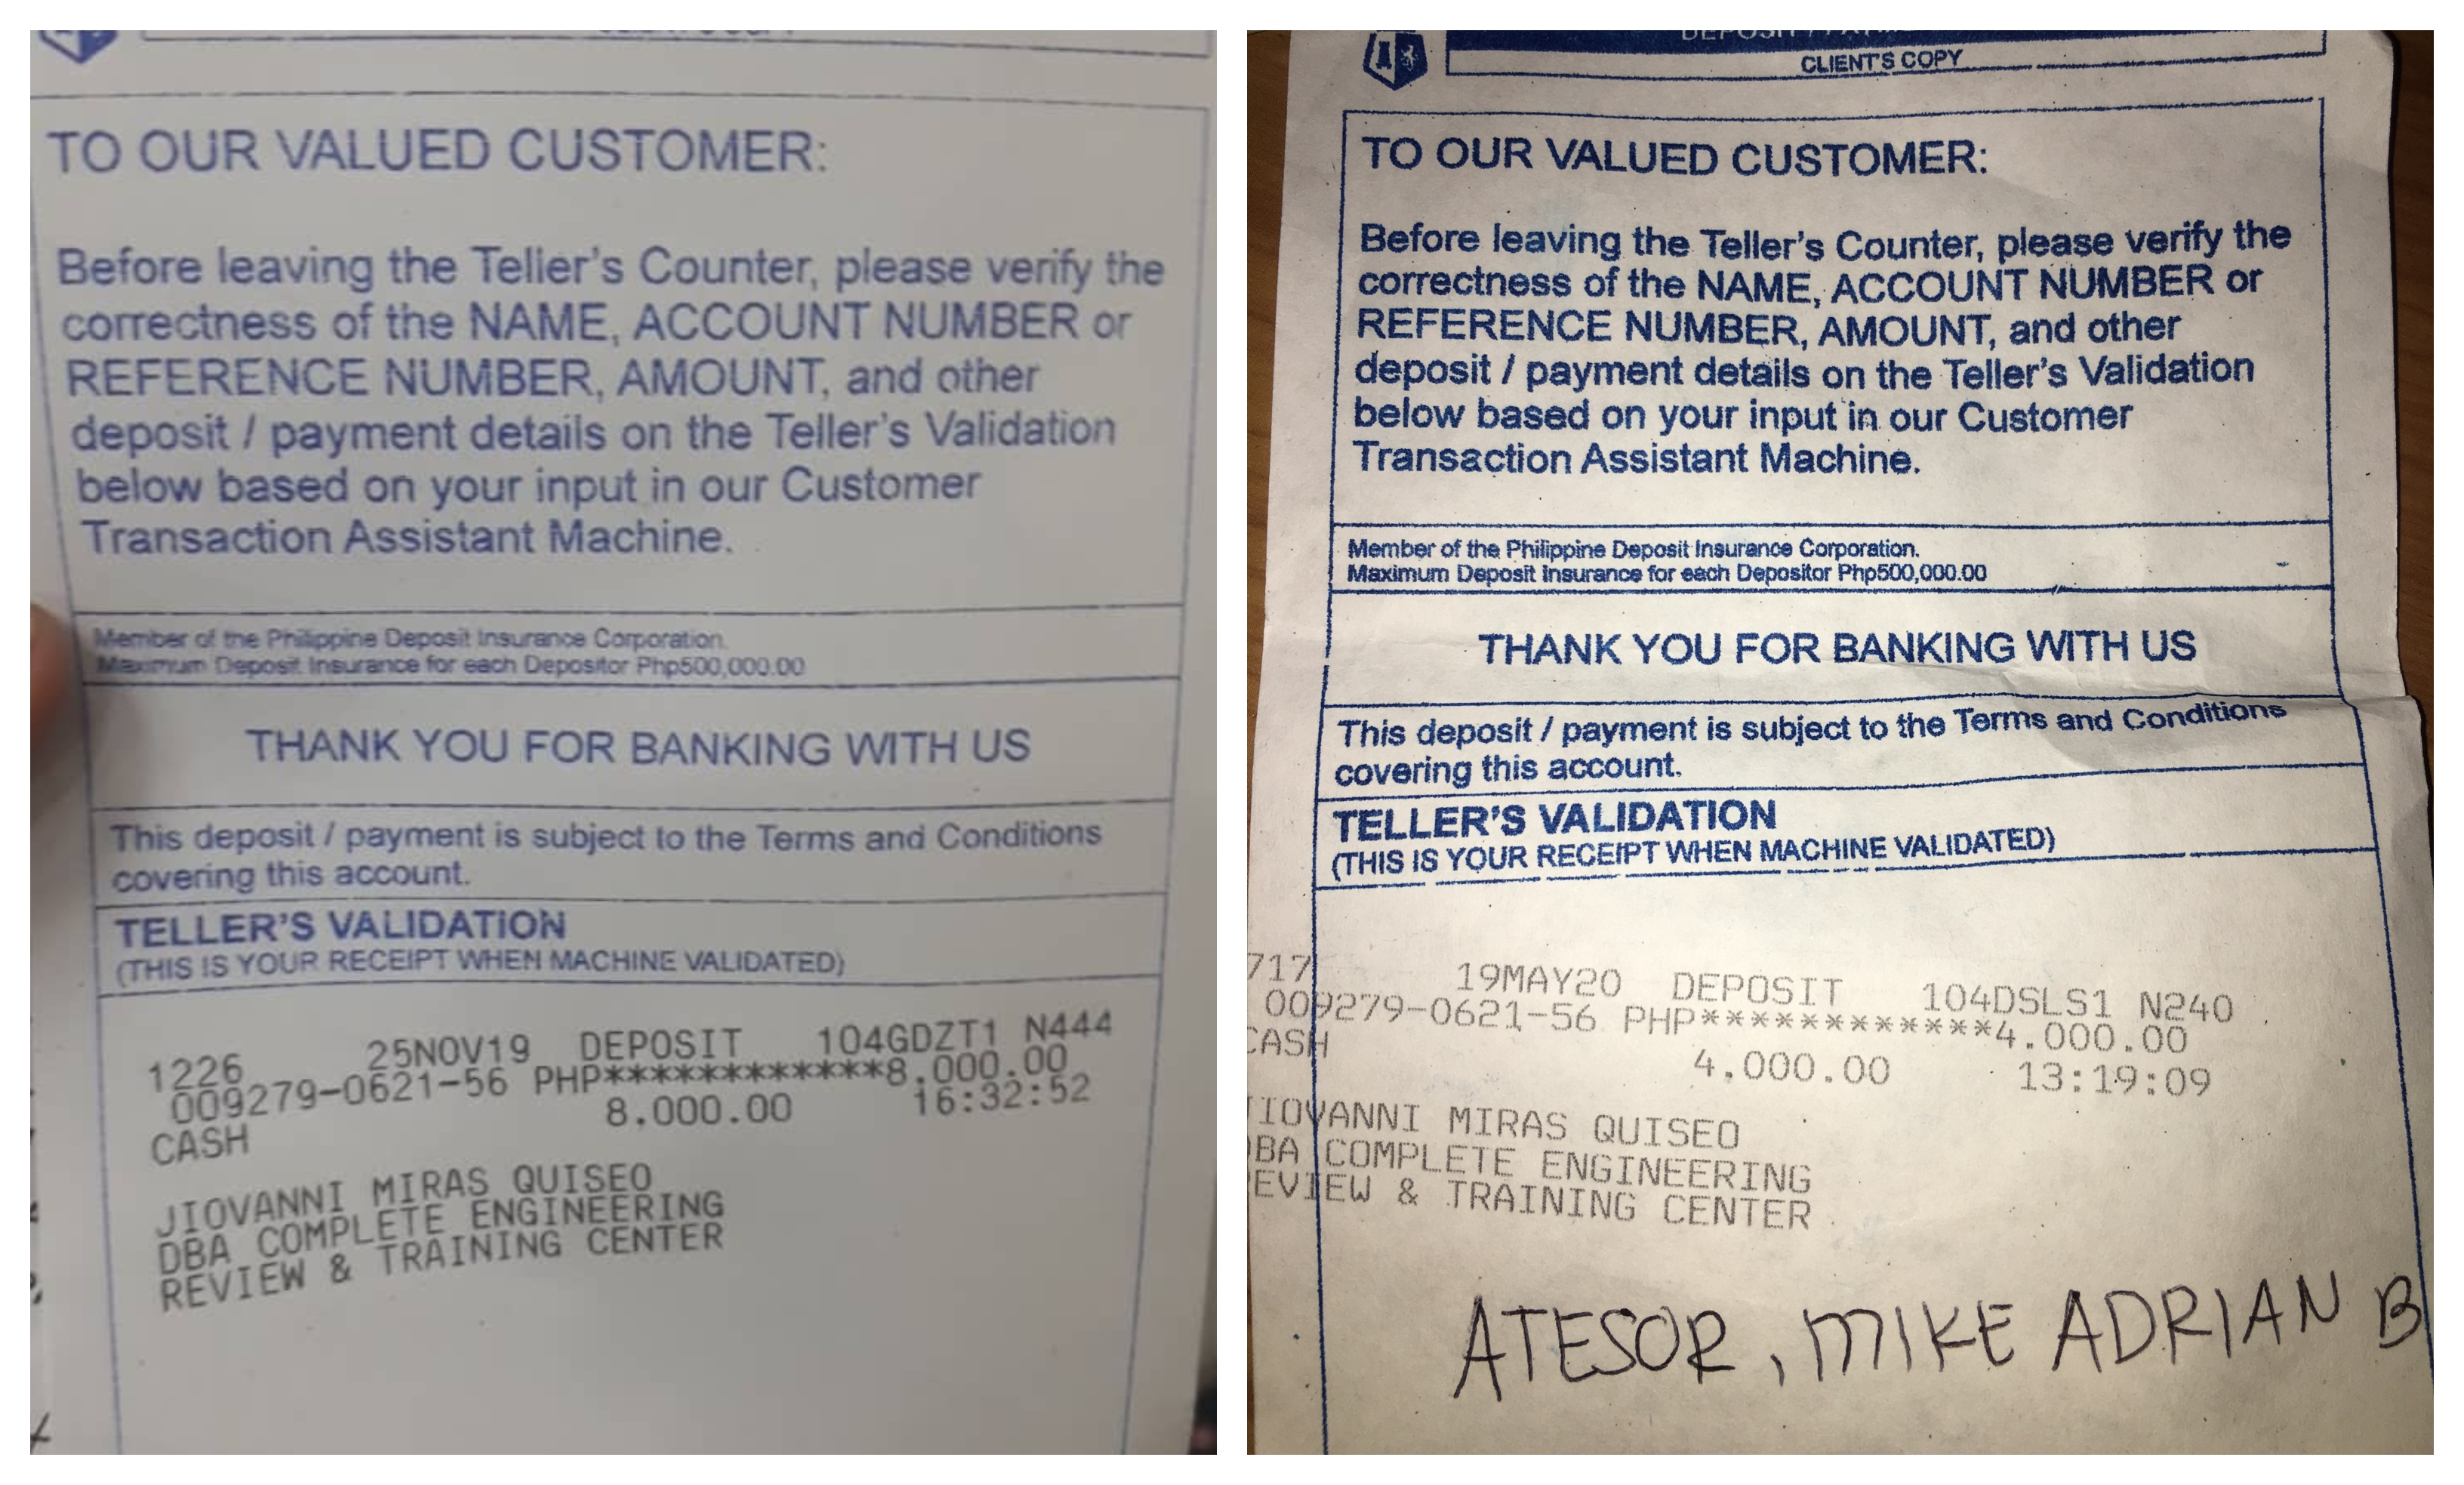 TO OUR VALUED CUSTOMER:
Before leaving the Teller's Counter, please verify the
correctness of the NAME, ACCOUNT NUMBER or
REFERENCE NUMBER, AMOUNT, and other
deposit / payment details on the Teller's Validation
below based on your input in our Customer
Transaction Assistant Machine.
Member of the Philippine Deposit Insurance Corporation.
Maximum Deposit Insurance for each Depositor Php500,000.00
THANK YOU FOR BANKING WITH US
This deposit / payment is subject to the Terms and Conditions
covering this account.
TELLER'S VALIDATION
(THIS IS YOUR RECEIPT WHEN MACHINE VALIDATED)
1226 25NOV19 DEPOSIT 104GDZT1 N444
009279-0621-56 PHP************8.000.00
CASH 8.000.00 16:32:52
JIOVANNI MIRAS QUISEO
DBA COMPLETE ENGINEERING
REVIEW & TRAINING CENTER
CLIENT'S COPY
TO OUR VALUED CUSTOMER:
Before leaving the Teller's Counter, please verify the
correctness of the NAME, ACCOUNT NUMBER or
REFERENCE NUMBER, AMOUNT, and other
deposit / payment details on the Teller's Validation
below based on your input in our Customer
Transaction Assistant Machine.
Member of the Philippine Deposit Insurance Corporation.
Maximum Deposit Insurance for each Depositor Php500,000.00
THANK YOU FOR BANKING WITH US
This deposit / payment is subject to the Terms and Conditions
covering this account.
TELLER'S VALIDATION
(THIS IS YOUR RECEIPT WHEN MACHINE VALIDATED)
717 19MAY20 DEPOSIT 104DSLS1 N240
009279-0621-56 PHP************4.000.00
CASH 4.000.00 13:19:09
IOVANNI MIRAS QUISEO
BA COMPLETE ENGINEERING
EVIEW & TRAINING CENTER
ATESOR, MIKE ADRIAN B